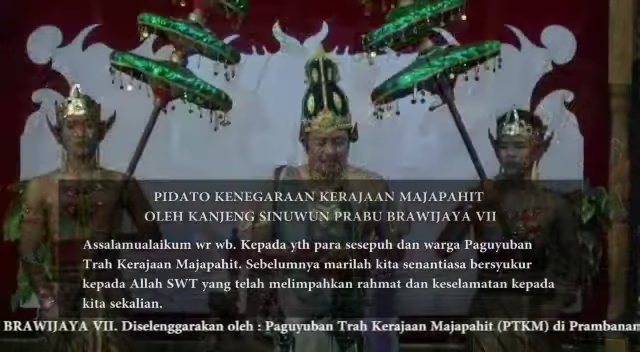 PIDATO KENEGARAAN KERAJAAN MAJAPAHIT
OLEH KANJENG SINUWUN PRABU BRAWIJAYA VII
Assalamualaikum wr wb. Kepada yth para sesepuh dan warga Paguyuban
Trah Kerajaan Majapahit. Sebelumnya marilah kita senantiasa bersyukur
kepada Allah SWT yang telah melimpahkan rahmat dan keselamatan kepada
kita sekalian.
BRAWIJAYA VII. Diselenggarakan oleh : Paguyuban Trah Kerajaan Majapahit (PTKM) di Prambanan